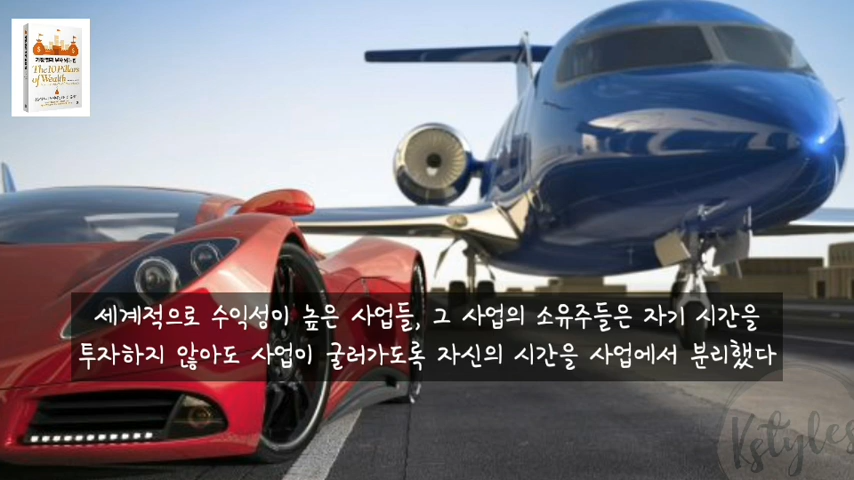 The 10 Pillars
of Wealth
세계적으로 수익성이 높은 사업들, 그 사업의 소유주들은 자기 시간을
투자하지 않아도 사업이 굴러가도록 자신의 시간을 사업에서 분리했다
Kstyles